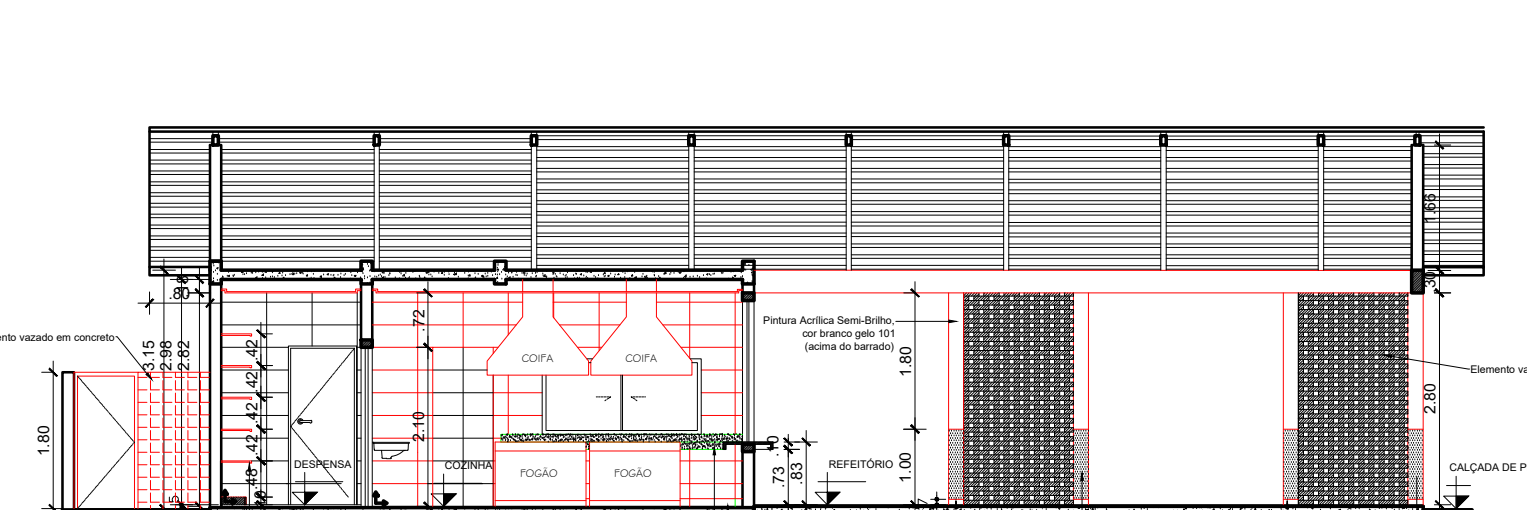 1.66
.30
.80
Pintura Acrílica Semi-Brilho,
cor branco gelo 101
(acima do barrado)
.72
ento vazado em concreto
3.15
2.98
2.82
.42
.42
.42
.42
.48
COIFA
COIFA
1.80
Elemento va
2.80
1.80
2.10
DESPENSA
COZINHA
FOGÃO
FOGÃO
.10
.73
.83
REFEITÓRIO
1.00
CALÇADA DE P